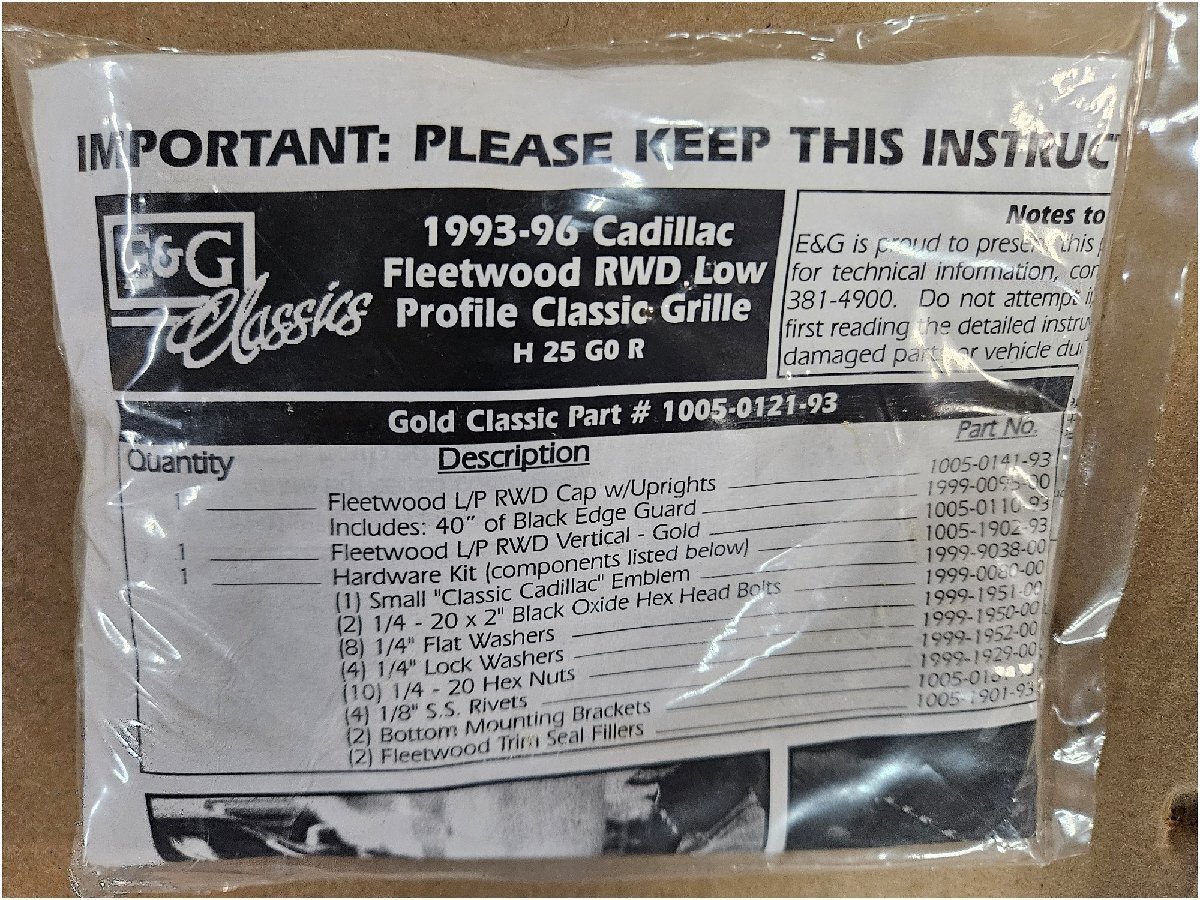 IMPORTANT: PLEASE KEEP THIS INSTRUC
E&G
Classics
1993-96 Cadillac
Fleetwood RWD Low
Profile Classic Grille
H 25 G0 R
Notes to
E&G is proud to present this
for technical information, con
381-4900. Do not attempt
first reading the detailed instru
damaged parts or vehicle du
Gold Classic Part # 1005-0121-93
Quantity Description Part No.
1 Fleetwood L/P RWD Cap w/Uprights 1005-0141-93
Includes: 40" of Black Edge Guard 1999-0095-00
1 Fleetwood L/P RWD Vertical - Gold 1005-0110-93
1 Hardware Kit (components listed below) 1005-1902-93
(1) Small "Classic Cadillac" Emblem 1999-9038-00
(2) 1/4 - 20 x 2" Black Oxide Hex Head Bolts 1999-0080-00
(8) 1/4" Flat Washers 1999-1951-00
(4) 1/4" Lock Washers 1999-1950-00
(10) 1/4 - 20 Hex Nuts 1999-1952-00
(4) 1/8" S.S. Rivets 1999-1929-00
(2) Bottom Mounting Brackets
(2) Fleetwood Trim Seal Fillers 1005-1901-93